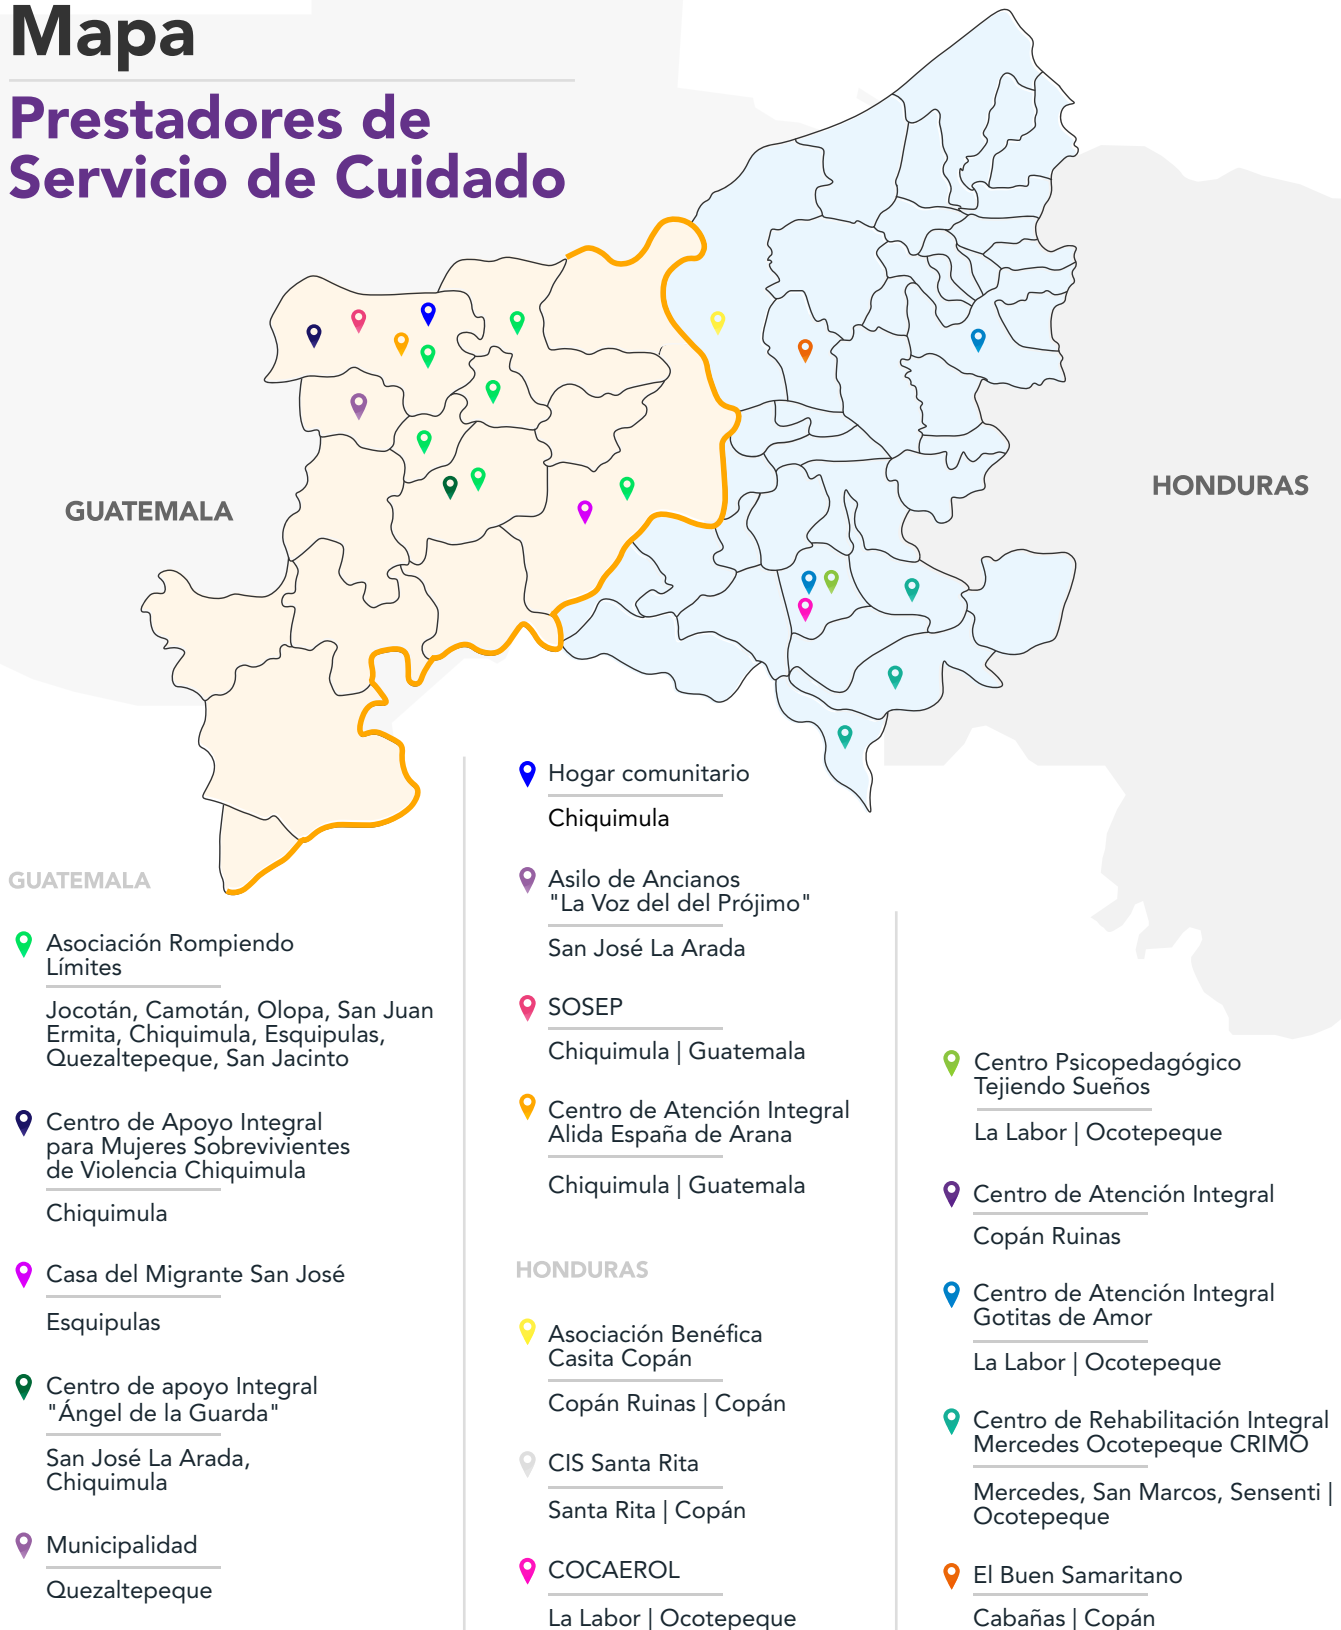 Mapa
Prestadores de
Servicio de Cuidado
GUATEMALA
HONDURAS
GUATEMALA
Asociación Rompiendo
Límites
Jocotán, Camotán, Olopa, San Juan
Ermita, Chiquimula, Esquipulas,
Quezaltepeque, San Jacinto
Centro de Apoyo Integral
para Mujeres Sobrevivientes
de Violencia Chiquimula
Chiquimula
Casa del Migrante San José
Esquipulas
Centro de apoyo Integral
"Ángel de la Guarda"
San José La Arada,
Chiquimula
Municipalidad
Quezaltepeque
Hogar comunitario
Chiquimula
Asilo de Ancianos
"La Voz del del Prójimo"
San José La Arada
SOSEP
Chiquimula | Guatemala
Centro de Atención Integral
Alida España de Arana
Chiquimula | Guatemala
HONDURAS
Asociación Benéfica
Casita Copán
Copán Ruinas | Copán
CIS Santa Rita
Santa Rita | Copán
COCAEROL
La Labor | Ocotepeque
Centro Psicopedagógico
Tejiendo Sueños
La Labor | Ocotepeque
Centro de Atención Integral
Copán Ruinas
Centro de Atención Integral
Gotitas de Amor
La Labor | Ocotepeque
Centro de Rehabilitación Integral
Mercedes Ocotepeque CRIMO
Mercedes, San Marcos, Sensenti |
Ocotepeque
El Buen Samaritano
Cabañas | Copán